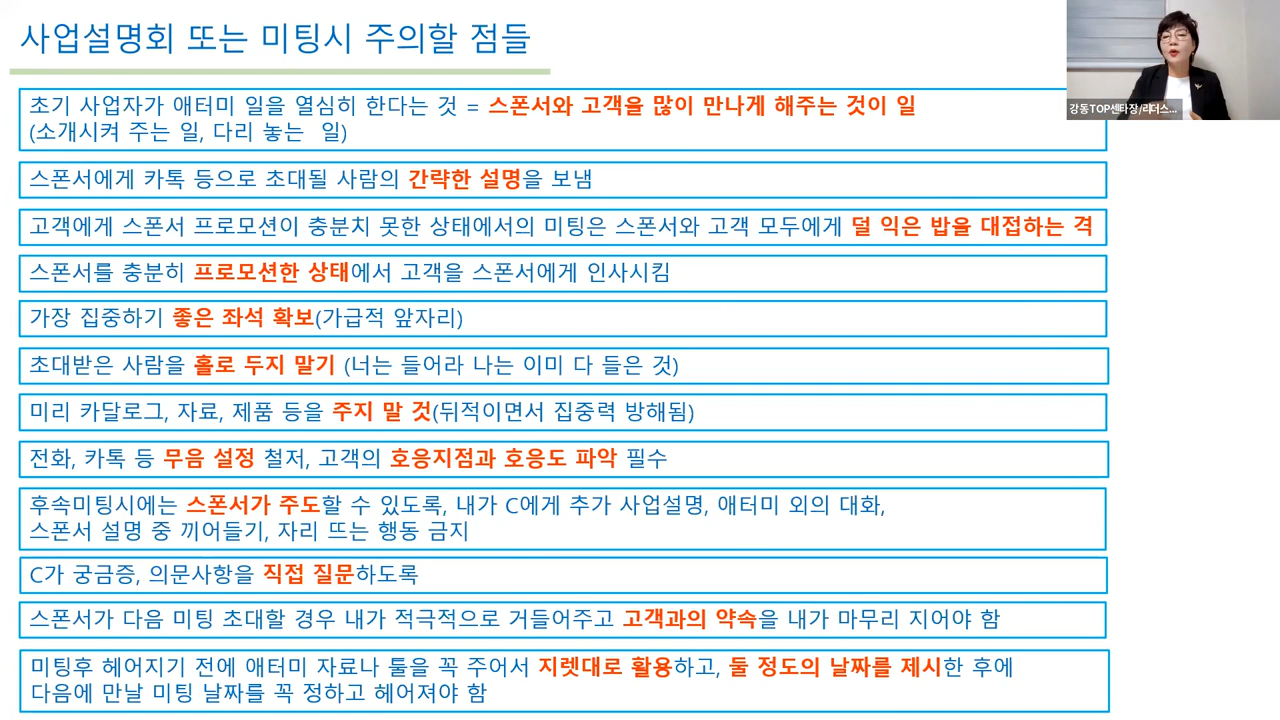 사업설명회 또는 미팅시 주의할 점들
강동TOP센타장/리더스...
초기 사업자가 애터미 일을 열심히 한다는 것 = 스폰서와 고객을 많이 만나게 해주는 것이 일
(소개시켜 주는 일, 다리 놓는 일)
스폰서에게 카톡 등으로 초대될 사람의 간략한 설명을 보냄
고객에게 스폰서 프로모션이 충분치 못한 상태에서의 미팅은 스폰서와 고객 모두에게 덜 익은 밥을 대접하는 격
스폰서를 충분히 프로모션한 상태에서 고객을 스폰서에게 인사시킴
가장 집중하기 좋은 좌석 확보(가급적 앞자리)
초대받은 사람을 홀로 두지 말기 (너는 들어라 나는 이미 다 들은 것)
미리 카달로그, 자료, 제품 등을 주지 말 것(뒤적이면서 집중력 방해됨)
전화, 카톡 등 무음 설정 철저, 고객의 호응지점과 호응도 파악 필수
후속미팅시에는 스폰서가 주도할 수 있도록, 내가 C에게 추가 사업설명, 애터미 외의 대화,
스폰서 설명 중 끼어들기, 자리 뜨는 행동 금지
C가 궁금증, 의문사항을 직접 질문하도록
스폰서가 다음 미팅 초대할 경우 내가 적극적으로 거들어주고 고객과의 약속을 내가 마무리 지어야 함
미팅후 헤어지기 전에 애터미 자료나 툴을 꼭 주어서 지렛대로 활용하고, 둘 정도의 날짜를 제시한 후에
다음에 만날 미팅 날짜를 꼭 정하고 헤어져야 함